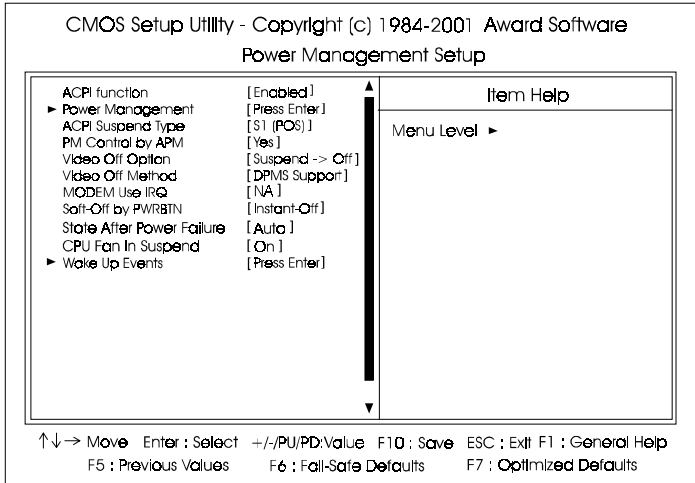 CMOS Setup Utility - Copyright (c) 1984-2001 Award Software
Power Management Setup
ACPI function [Enabled]
► Power Management [Press Enter]
ACPI Suspend Type [S1 (POS)]
PM Control by APM [Yes]
Video Off Option [Suspend -> Off]
Video Off Method [DPMS Support]
MODEM Use IRQ [NA]
Soft-Off by PWRBTN [Instant-Off]
State After Power Failure [Auto]
CPU Fan In Suspend [On]
► Wake Up Events [Press Enter]
Item Help
Menu Level ►
↑↓→ Move Enter : Select +/-/PU/PD:Value F10 : Save ESC : Exit F1 : General Help
F5 : Previous Values F6 : Fail-Safe Defaults F7 : Optimized Defaults